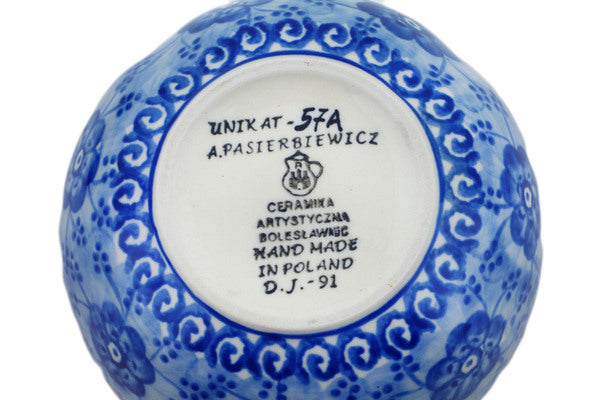 UNIKAT-57A
A.PASIERBIEWICZ
CERAMIKA
ARTYSTYCZNA
BOLESŁAWIEC
HAND MADE
IN POLAND
D.J.-91